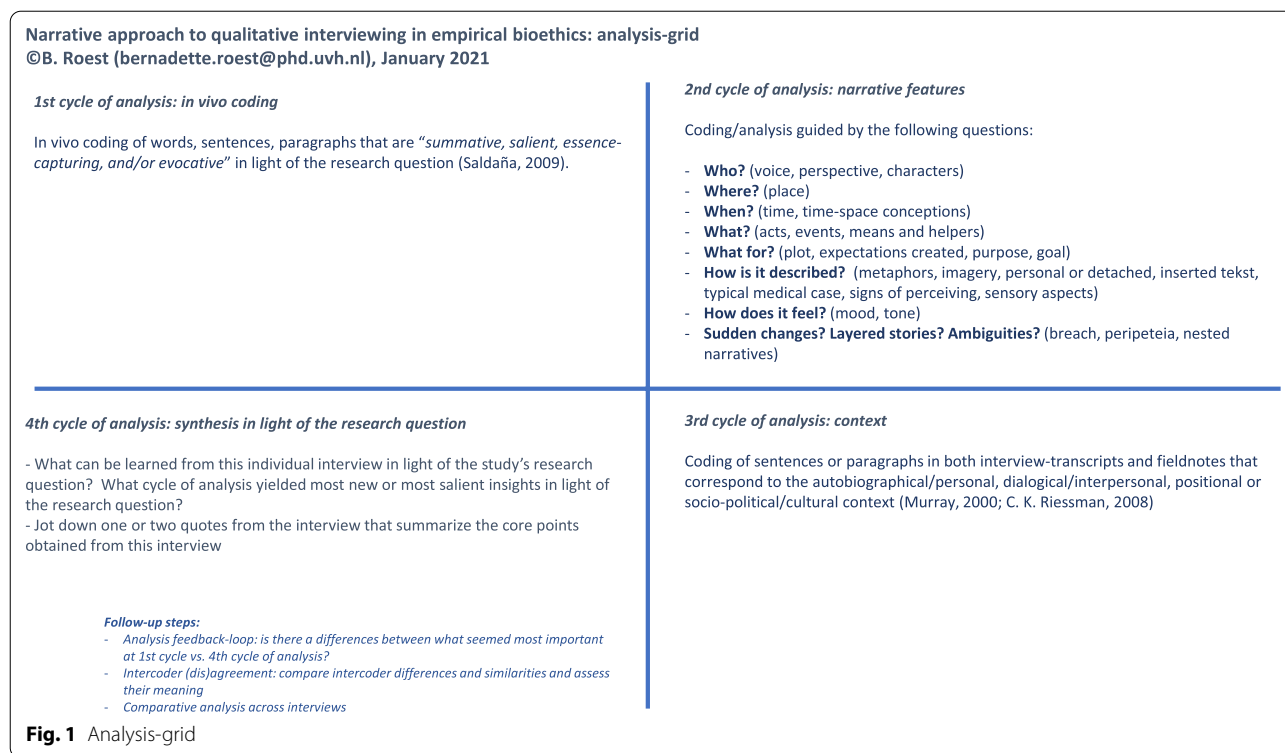 Narrative approach to qualitative interviewing in empirical bioethics: analysis-grid
©B. Roest (bernadette.roest@phd.uvh.nl), January 2021
1st cycle of analysis: in vivo coding
In vivo coding of words, sentences, paragraphs that are “summative, salient, essence-
capturing, and/or evocative” in light of the research question (Saldaña, 2009).
2nd cycle of analysis: narrative features
Coding/analysis guided by the following questions:
- Who? (voice, perspective, characters)
- Where? (place)
- When? (time, time-space conceptions)
- What? (acts, events, means and helpers)
- What for? (plot, expectations created, purpose, goal)
- How is it described? (metaphors, imagery, personal or detached, inserted tekst,
typical medical case, signs of perceiving, sensory aspects)
- How does it feel? (mood, tone)
- Sudden changes? Layered stories? Ambiguities? (breach, peripeteia, nested
narratives)
4th cycle of analysis: synthesis in light of the research question
- What can be learned from this individual interview in light of the study’s research
question? What cycle of analysis yielded most new or most salient insights in light of
the research question?
- Jot down one or two quotes from the interview that summarize the core points
obtained from this interview
Follow-up steps:
- Analysis feedback-loop: is there a differences between what seemed most important
at 1st cycle vs. 4th cycle of analysis?
- Intercoder (dis)agreement: compare intercoder differences and similarities and assess
their meaning
- Comparative analysis across interviews
3rd cycle of analysis: context
Coding of sentences or paragraphs in both interview-transcripts and fieldnotes that
correspond to the autobiographical/personal, dialogical/interpersonal, positional or
socio-political/cultural context (Murray, 2000; C. K. Riessman, 2008)
Fig. 1 Analysis-grid